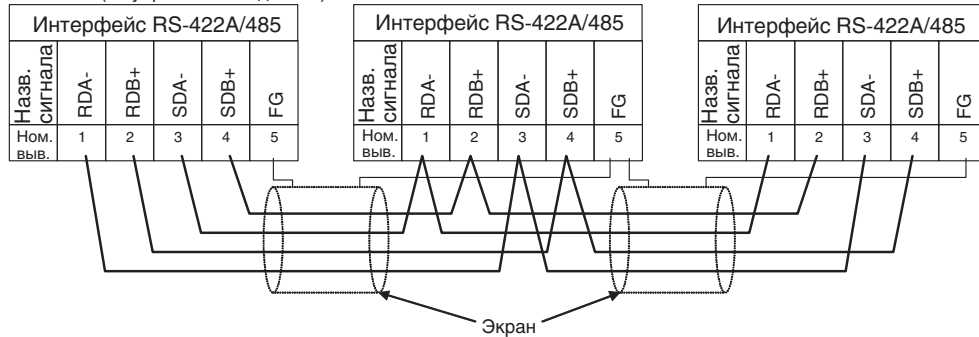 Интерфейс RS-422A/485
Назв. сигнала
RDA-
RDB+
SDA-
SDB+
FG
Ном. выв.
1
2
3
4
5
Интерфейс RS-422A/485
Назв. сигнала
RDA-
RDB+
SDA-
SDB+
FG
Ном. выв.
1
2
3
4
5
Интерфейс RS-422A/485
Назв. сигнала
RDA-
RDB+
SDA-
SDB+
FG
Ном. выв.
1
2
3
4
5
Экран